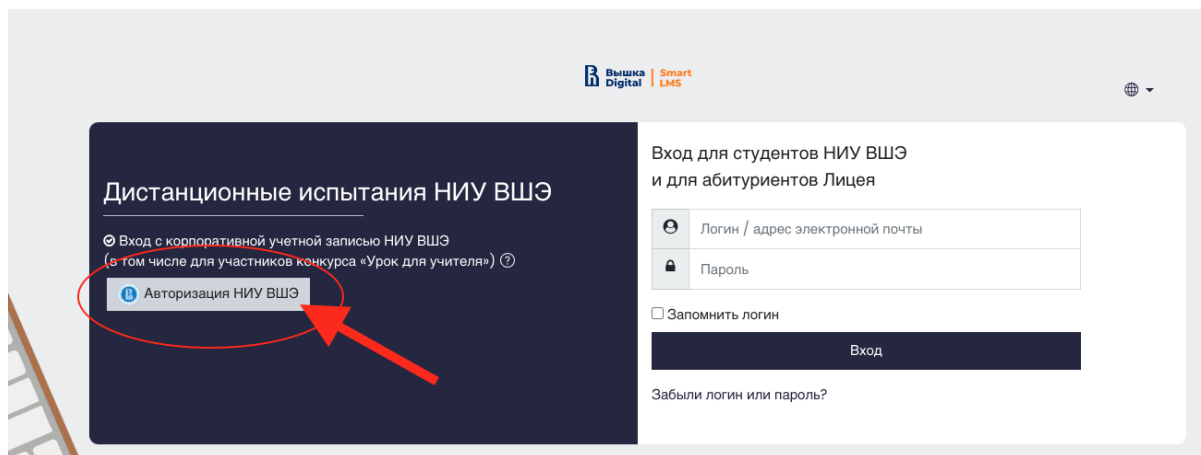 Вышка
Digital
Smart
LMS
Дистанционные испытания НИУ ВШЭ
Вход с корпоративной учетной записью НИУ ВШЭ
(в том числе для участников конкурса «Урок для учителя») ?
Авторизация НИУ ВШЭ
Вход для студентов НИУ ВШЭ
и для абитуриентов Лицея
Логин / адрес электронной почты
Пароль
Запомнить логин
Вход
Забыли логин или пароль?